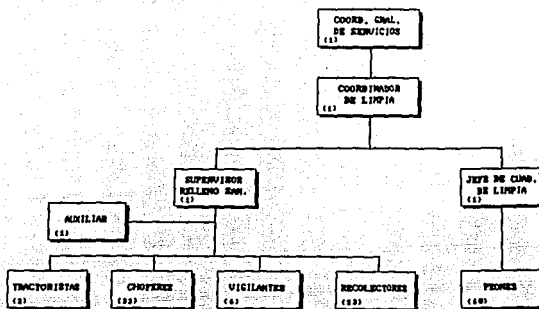 COORD. GRAL.
DE SERVICIOS
(1)
COORDINADOR
DE LIMPIA
(1)
SUPERVISOR
RELLENO SAN.
(1)
JEFE DE CUAD.
DE LIMPIA
(1)
AUXILIAR
(1)
TRACTORISTAS
CHOFERES
VIGILANTES
RECOLECTORES
PEONES